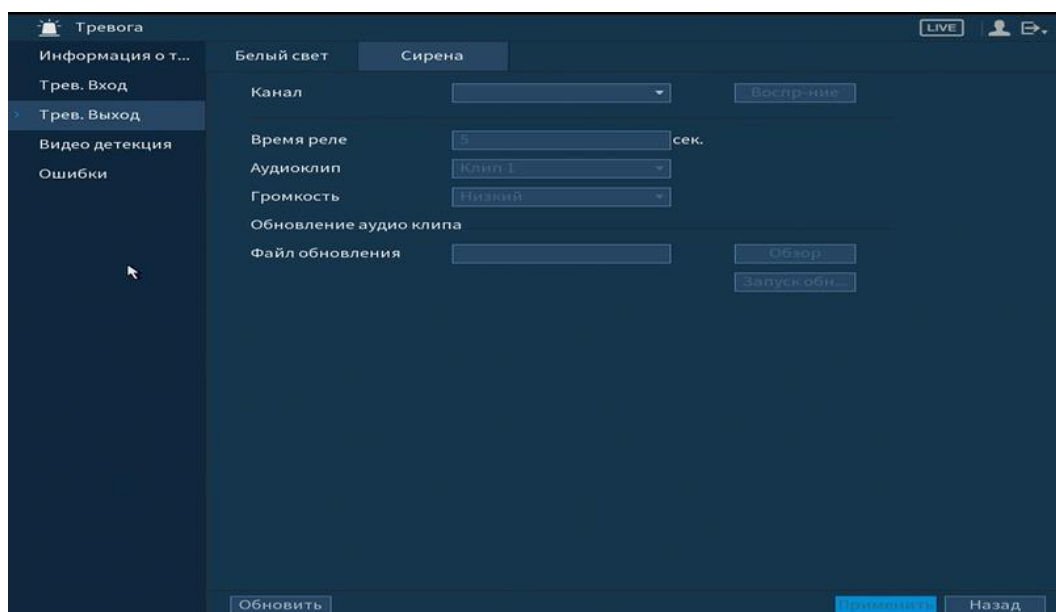 Тревога
LIVE
Информация о т...
Белый свет
Сирена
Трев. Вход
Канал
Воспр-ние
Трев. Выход
Время реле
5
сек.
Видео детекция
Аудиоклип
Клип 1
Ошибки
Громкость
Низкий
Обновление аудио клипа
Файл обновления
Обзор
Запуск обн...
Обновить
Применить
Назад